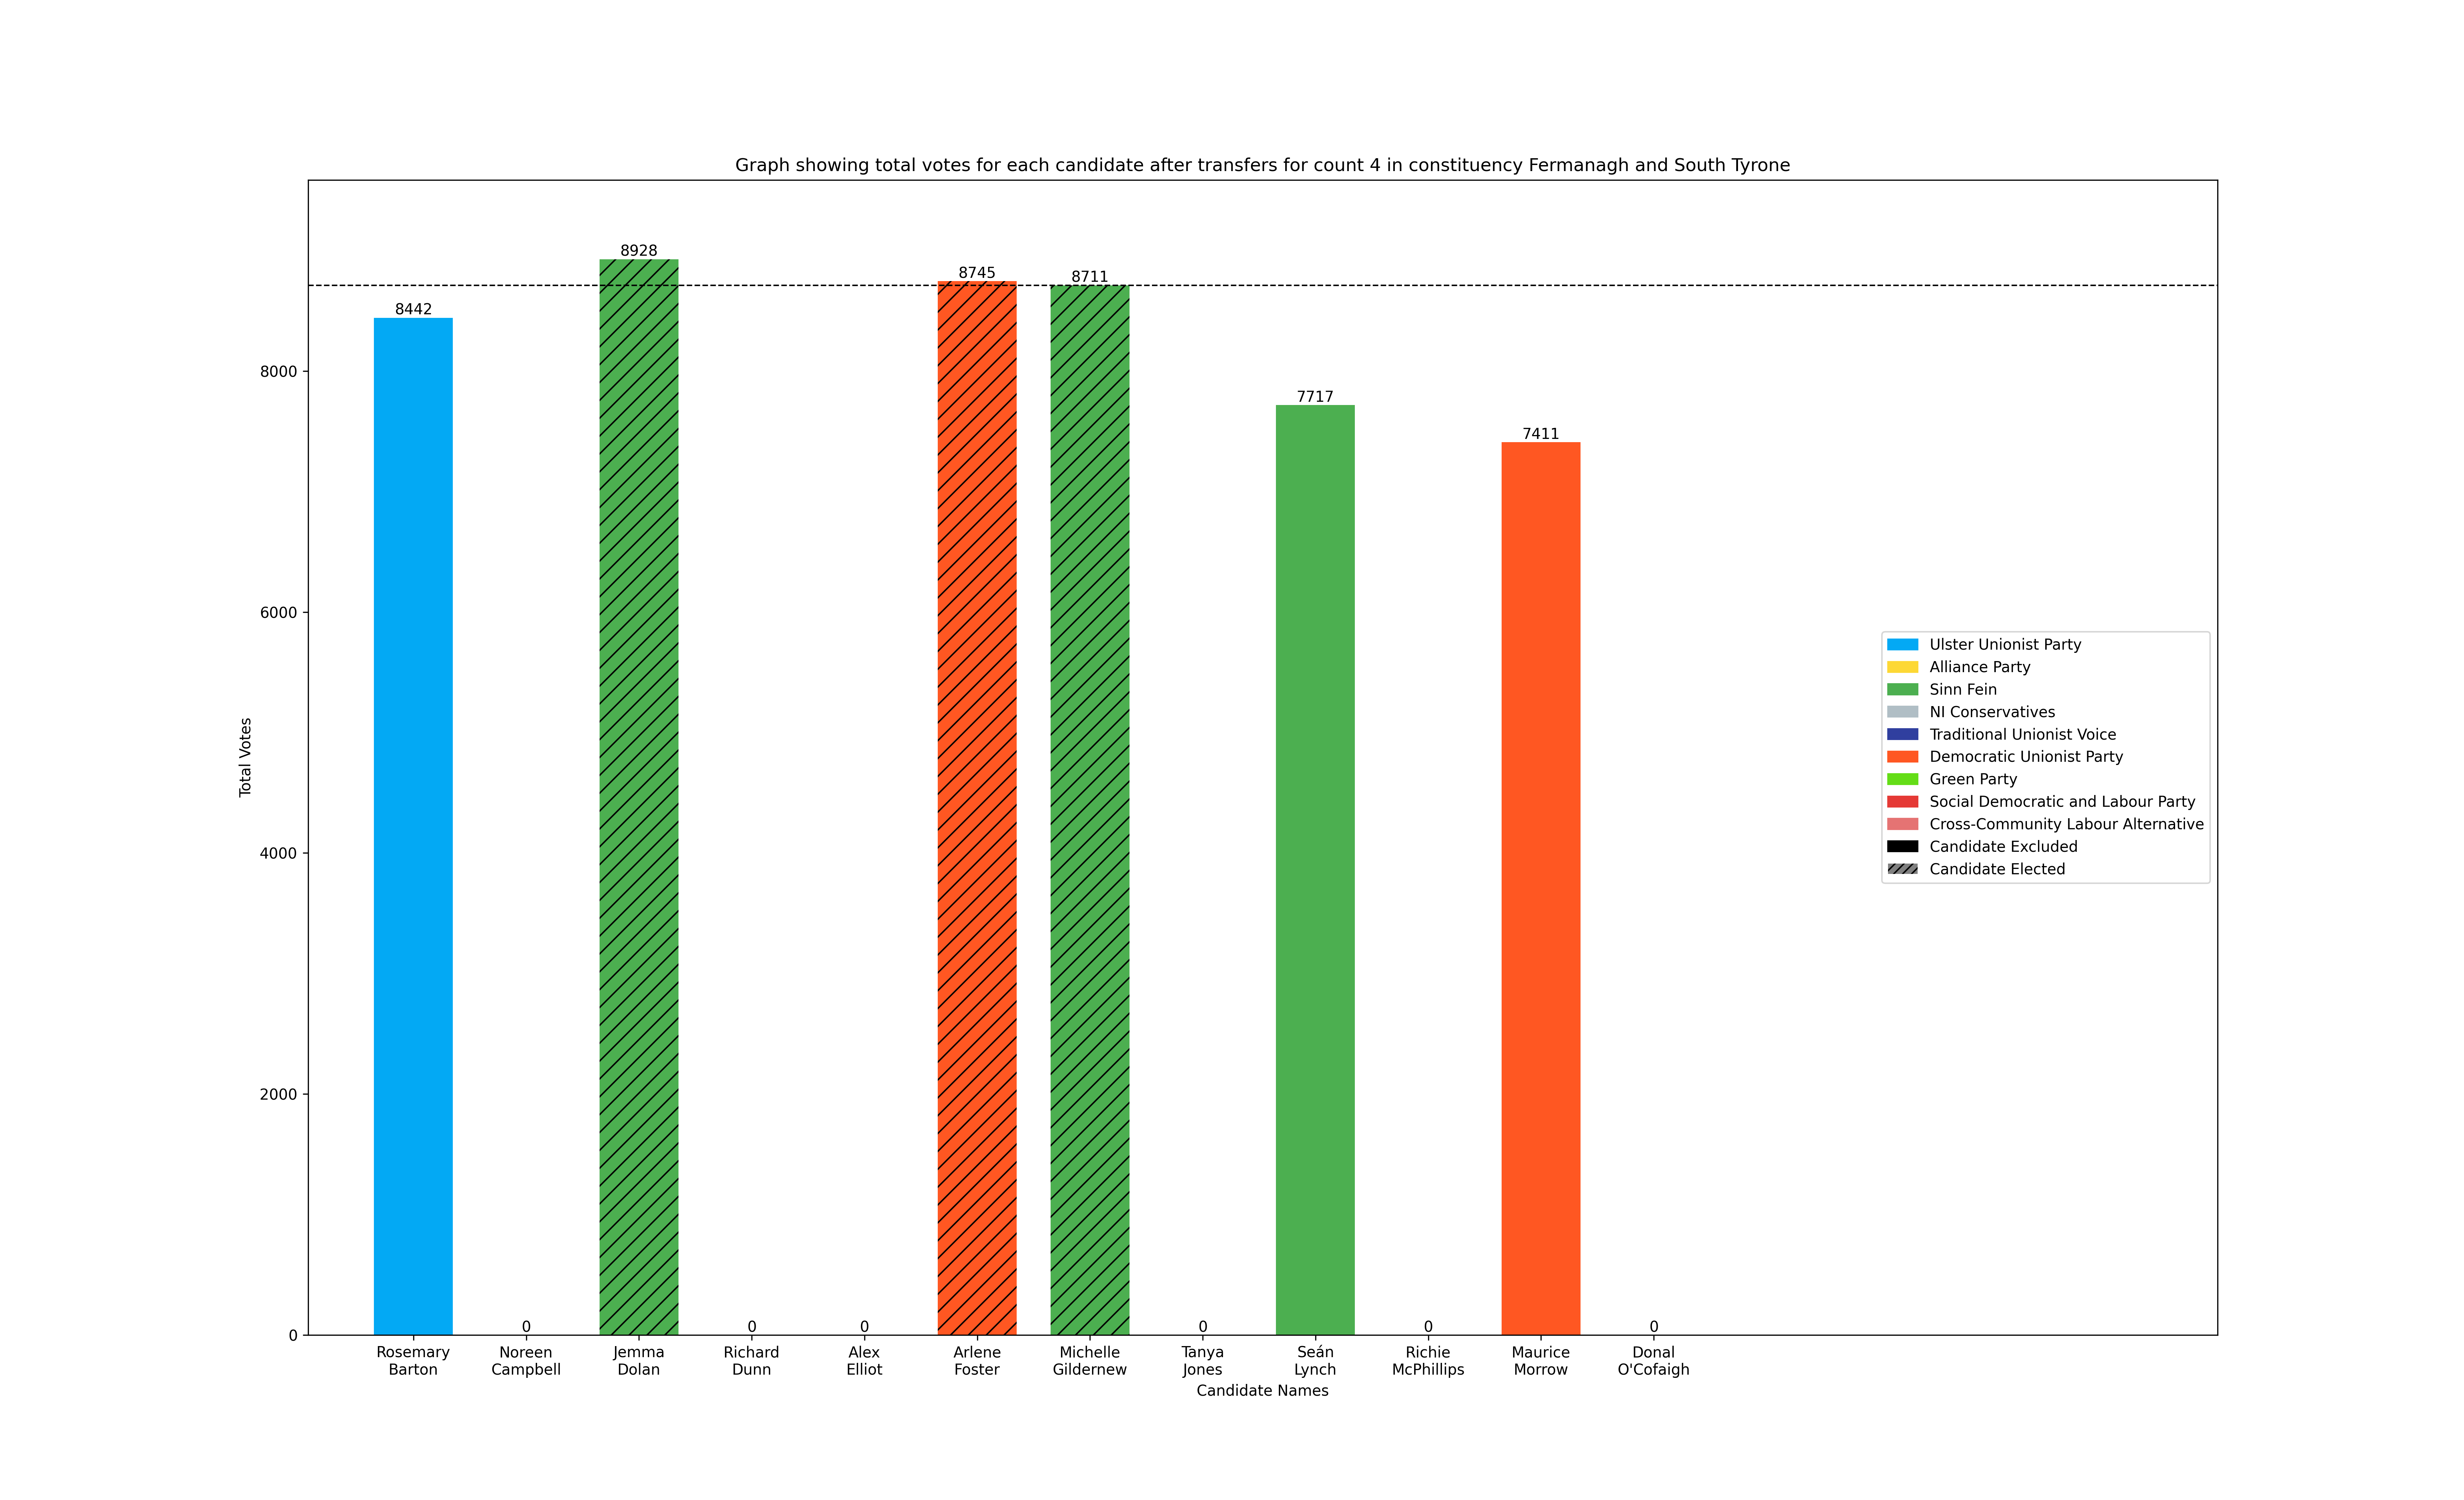 Graph showing total votes for each candidate after transfers for count 4 in constituency Fermanagh and South Tyrone
Total Votes
8000
6000
4000
2000
0
8442
0
8928
0
0
8745
8711
0
7717
0
7411
0
Rosemary
Barton
Noreen
Campbell
Jemma
Dolan
Richard
Dunn
Alex
Elliot
Arlene
Foster
Michelle
Gildernew
Tanya
Jones
Seán
Lynch
Richie
McPhillips
Maurice
Morrow
Donal
O'Cofaigh
Candidate Names
Ulster Unionist Party
Alliance Party
Sinn Fein
NI Conservatives
Traditional Unionist Voice
Democratic Unionist Party
Green Party
Social Democratic and Labour Party
Cross-Community Labour Alternative
Candidate Excluded
Candidate Elected